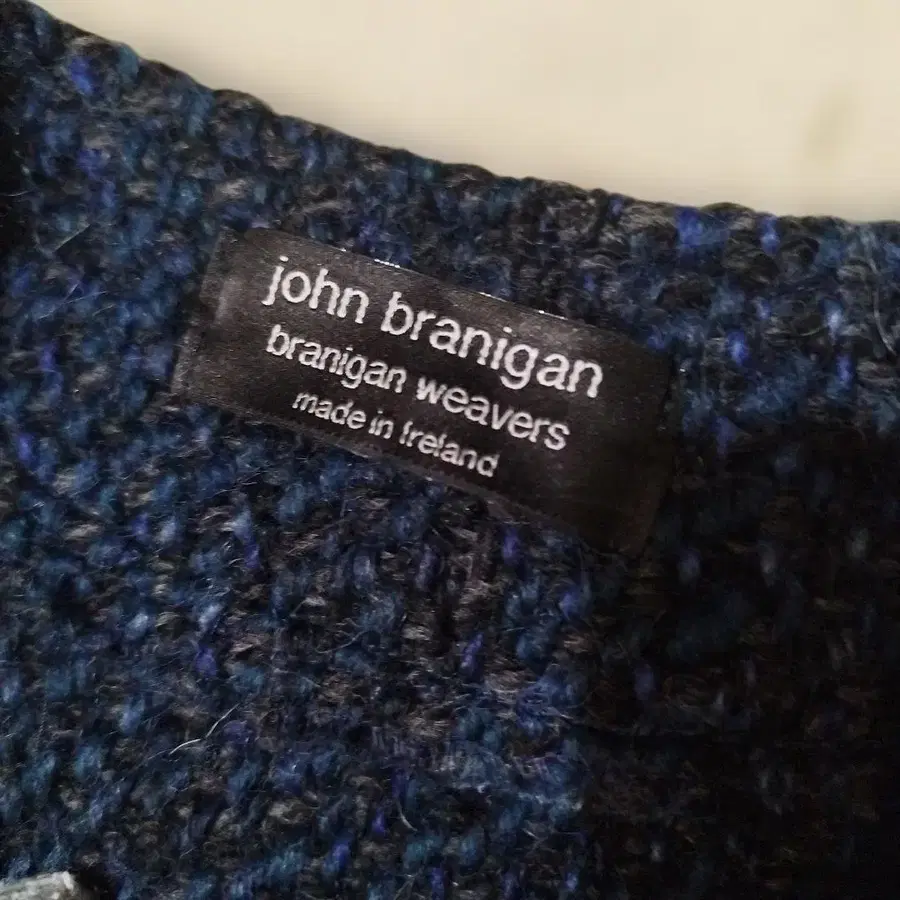 john branigan
branigan weavers
made in Ireland